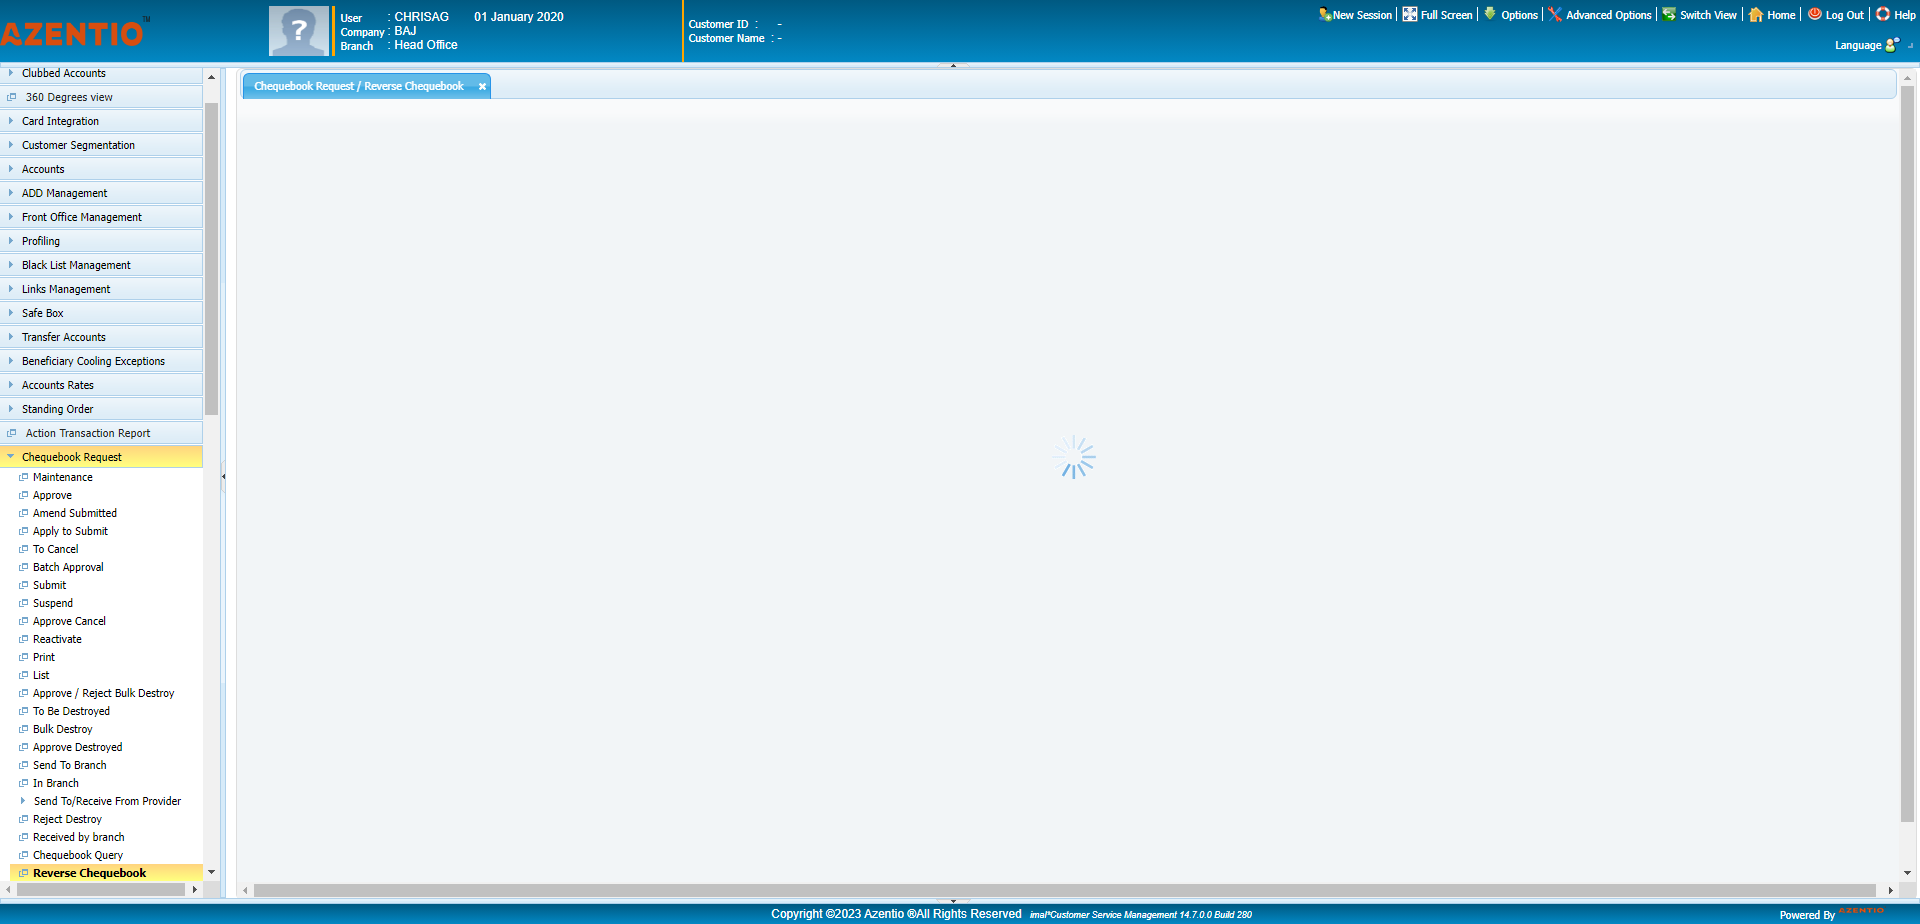 AZENTIO™
User : CHRISAG 01 January 2020
Company : BAJ
Branch : Head Office
Customer ID : -
Customer Name : -
New Session Full Screen Options Advanced Options Switch View Home Log Out Help
Language
Clubbed Accounts
360 Degrees view
Card Integration
Customer Segmentation
Accounts
ADD Management
Front Office Management
Profiling
Black List Management
Links Management
Safe Box
Transfer Accounts
Beneficiary Cooling Exceptions
Accounts Rates
Standing Order
Action Transaction Report
Chequebook Request
Maintenance
Approve
Amend Submitted
Apply to Submit
To Cancel
Batch Approval
Submit
Suspend
Approve Cancel
Reactivate
Print
List
Approve / Reject Bulk Destroy
To Be Destroyed
Bulk Destroy
Approve Destroyed
Send To Branch
In Branch
Send To/Receive From Provider
Reject Destroy
Received by branch
Chequebook Query
Reverse Chequebook
Chequebook Request / Reverse Chequebook
Copyright ©2023 Azentio ®All Rights Reserved imal®Customer Service Management 14.7.0.0 Build 280
Powered By AZENTIO